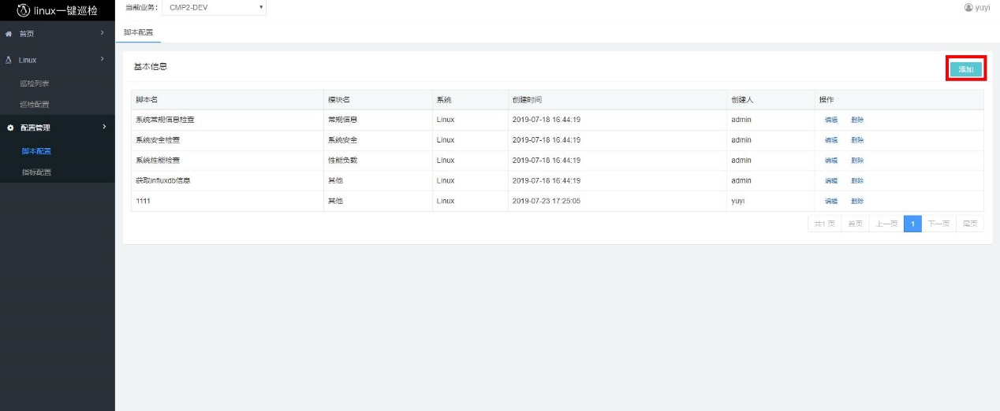 linux一键巡检
当前业务： CMP2-DEV
yuyi
首页
Linux
巡检列表
巡检配置
配置管理
脚本配置
指标配置
脚本配置
基本信息
添加
脚本名 模块名 系统 创建时间 创建人 操作
系统常规信息检查 常规信息 Linux 2019-07-18 16:44:19 admin 编辑 删除
系统安全检查 系统安全 Linux 2019-07-18 16:44:19 admin 编辑 删除
系统性能检查 性能负载 Linux 2019-07-18 16:44:19 admin 编辑 删除
获取influxdb信息 其他 Linux 2019-07-18 16:44:19 admin 编辑 删除
1111 其他 Linux 2019-07-23 17:25:05 yuyi 编辑 删除
共1 页 首页 上一页 1 下一页 尾页